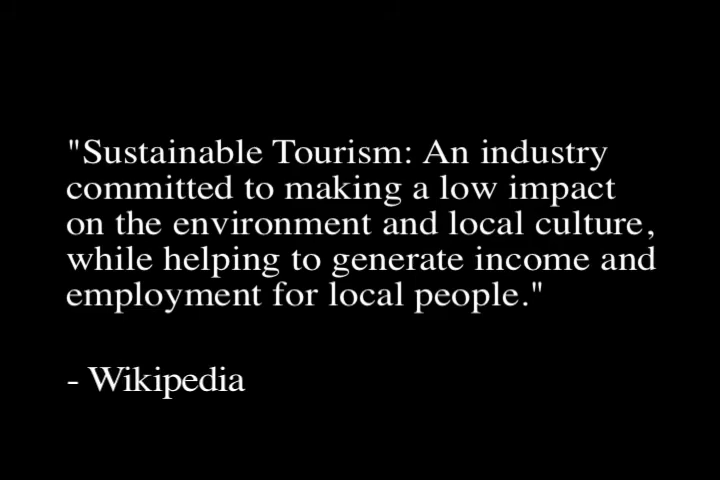 "Sustainable Tourism: An industry
committed to making a low impact
on the environment and local culture,
while helping to generate income and
employment for local people."
- Wikipedia